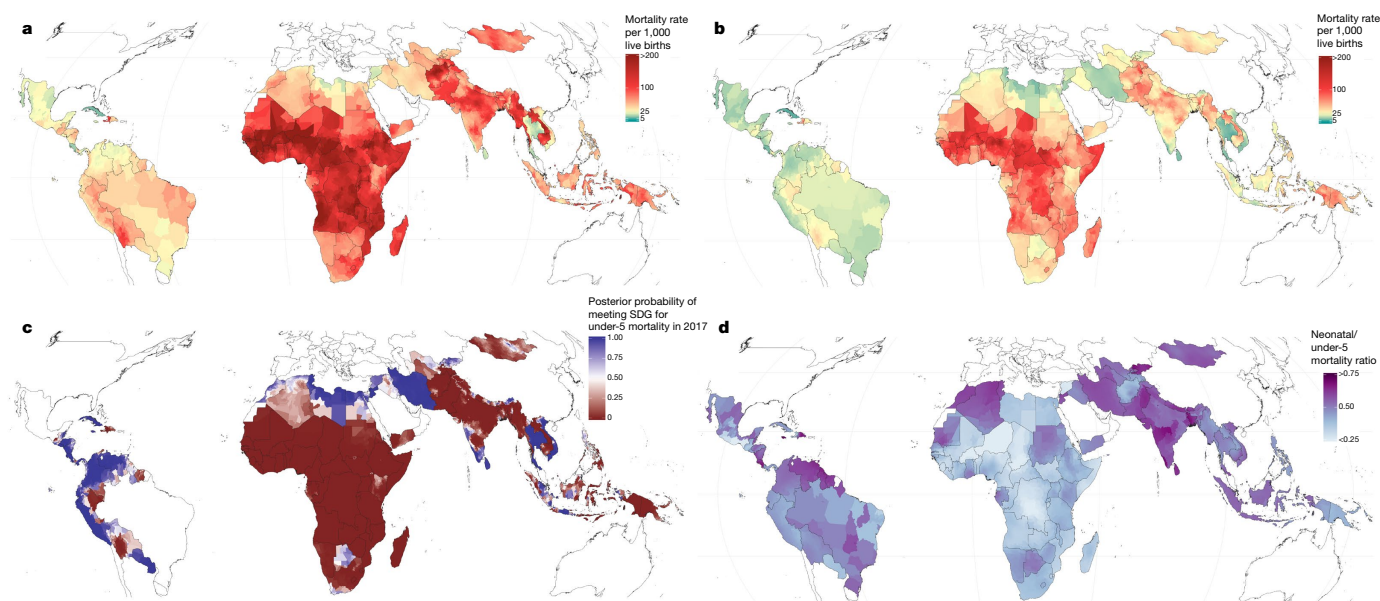 a
Mortality rate
per 1,000
live births
>200
100
25
5
b
Mortality rate
per 1,000
live births
>200
100
25
5
c
Posterior probability of
meeting SDG for
under-5 mortality in 2017
1.00
0.75
0.50
0.25
0
d
Neonatal/
under-5
mortality ratio
>0.75
0.50
<0.25